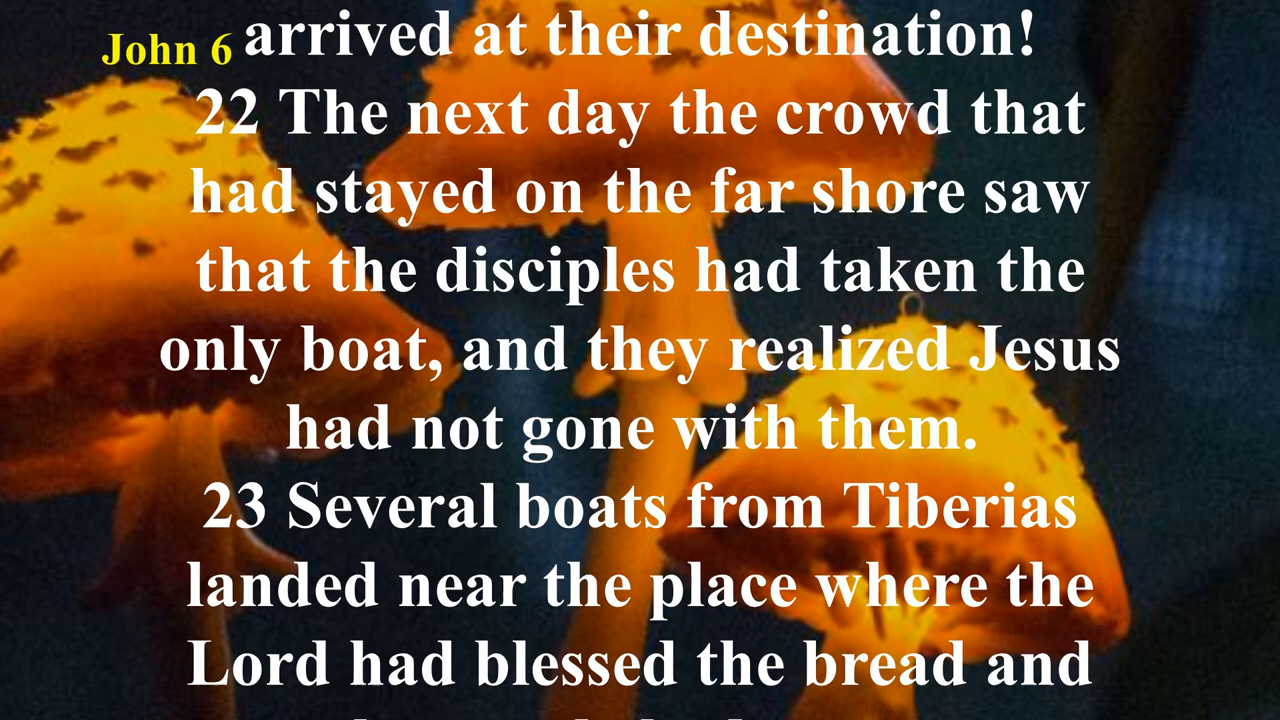 John 6
arrived at their destination!
22 The next day the crowd that
had stayed on the far shore saw
that the disciples had taken the
only boat, and they realized Jesus
had not gone with them.
23 Several boats from Tiberias
landed near the place where the
Lord had blessed the bread and